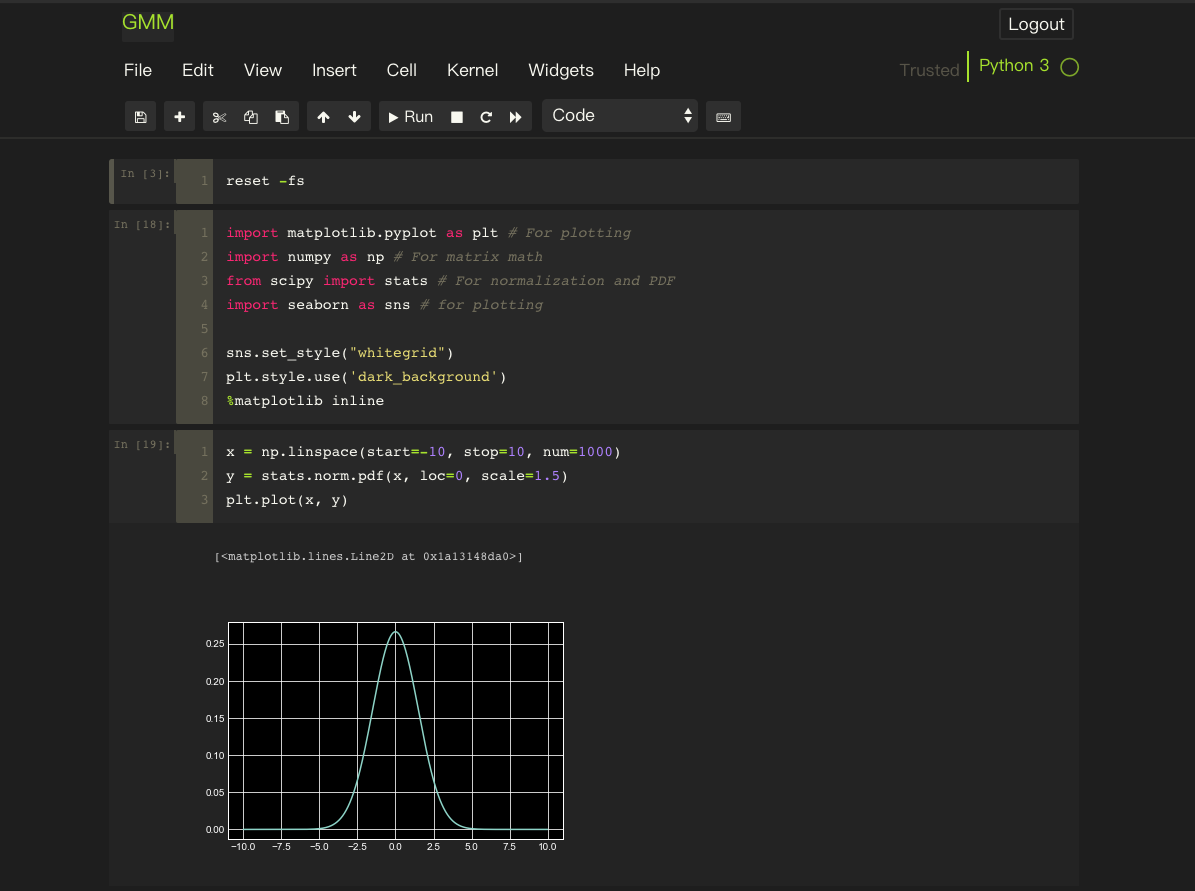 GMM
Logout
File Edit View Insert Cell Kernel Widgets Help
Trusted Python 3
Run Code
In [3]:
1 reset -fs
In [18]:
1 import matplotlib.pyplot as plt # For plotting
2 import numpy as np # For matrix math
3 from scipy import stats # For normalization and PDF
4 import seaborn as sns # for plotting
5
6 sns.set_style("whitegrid")
7 plt.style.use('dark_background')
8 %matplotlib inline
In [19]:
1 x = np.linspace(start=-10, stop=10, num=1000)
2 y = stats.norm.pdf(x, loc=0, scale=1.5)
3 plt.plot(x, y)
[<matplotlib.lines.Line2D at 0x1a13148da0>]
0.25
0.20
0.15
0.10
0.05
0.00
−10.0 −7.5 −5.0 −2.5 0.0 2.5 5.0 7.5 10.0